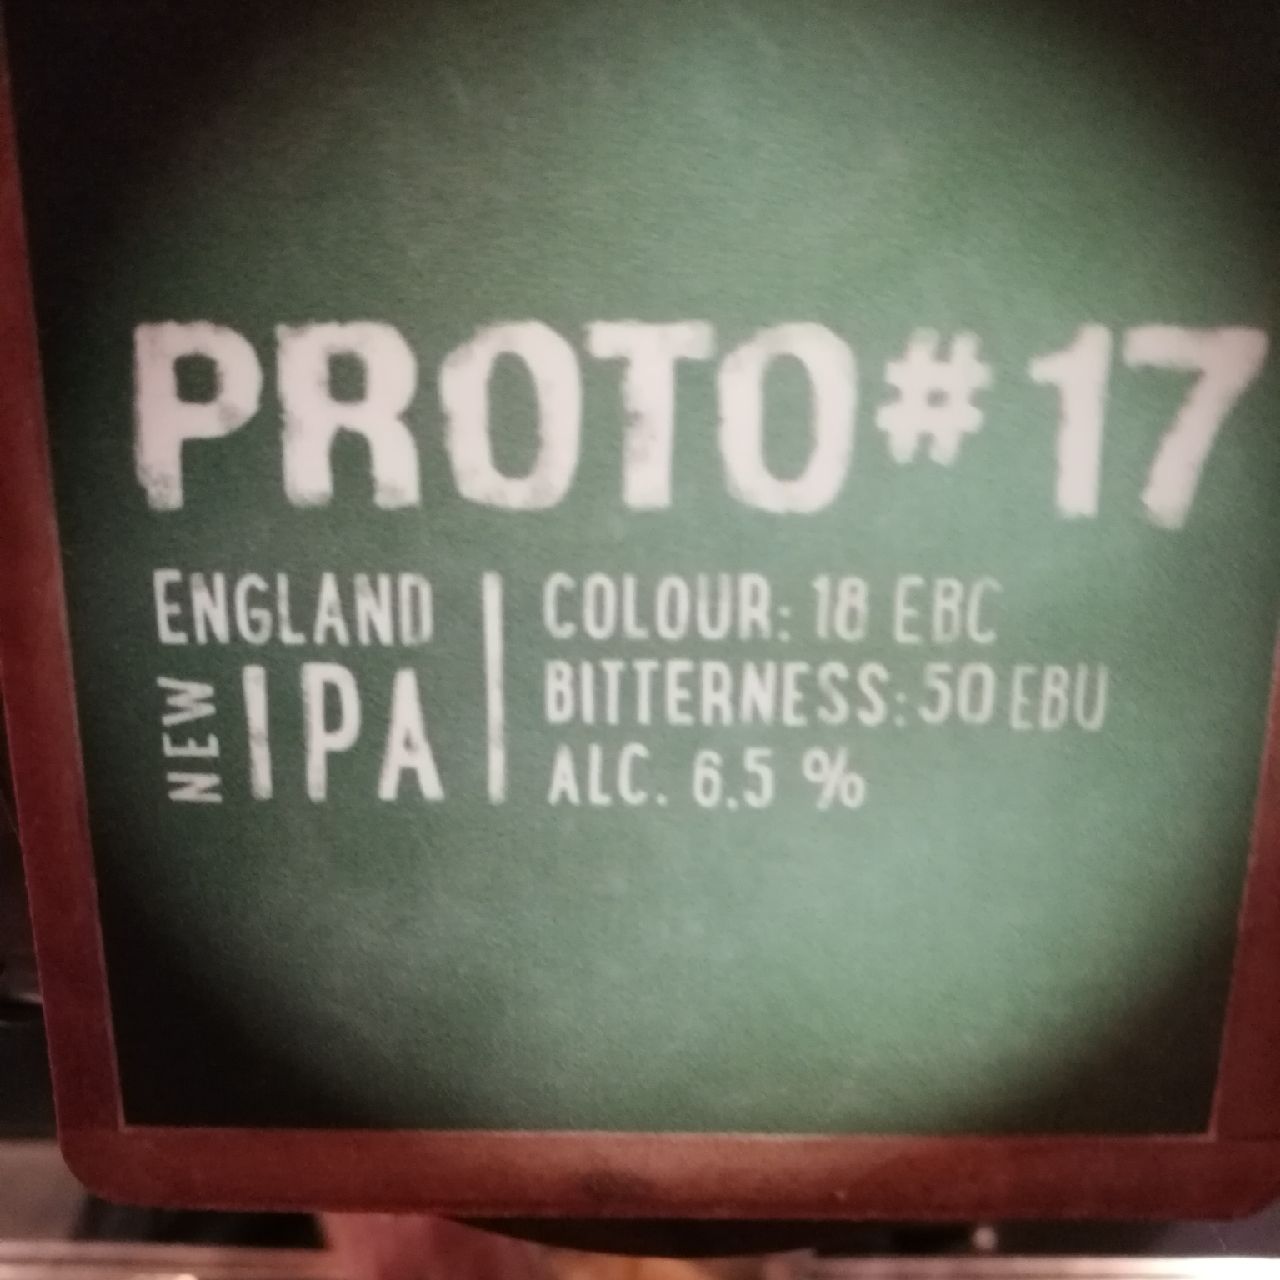 PROTO #17
ENGLAND
NEW IPA
COLOUR: 18 EBC
BITTERNESS: 50 EBU
ALC. 6.5 %